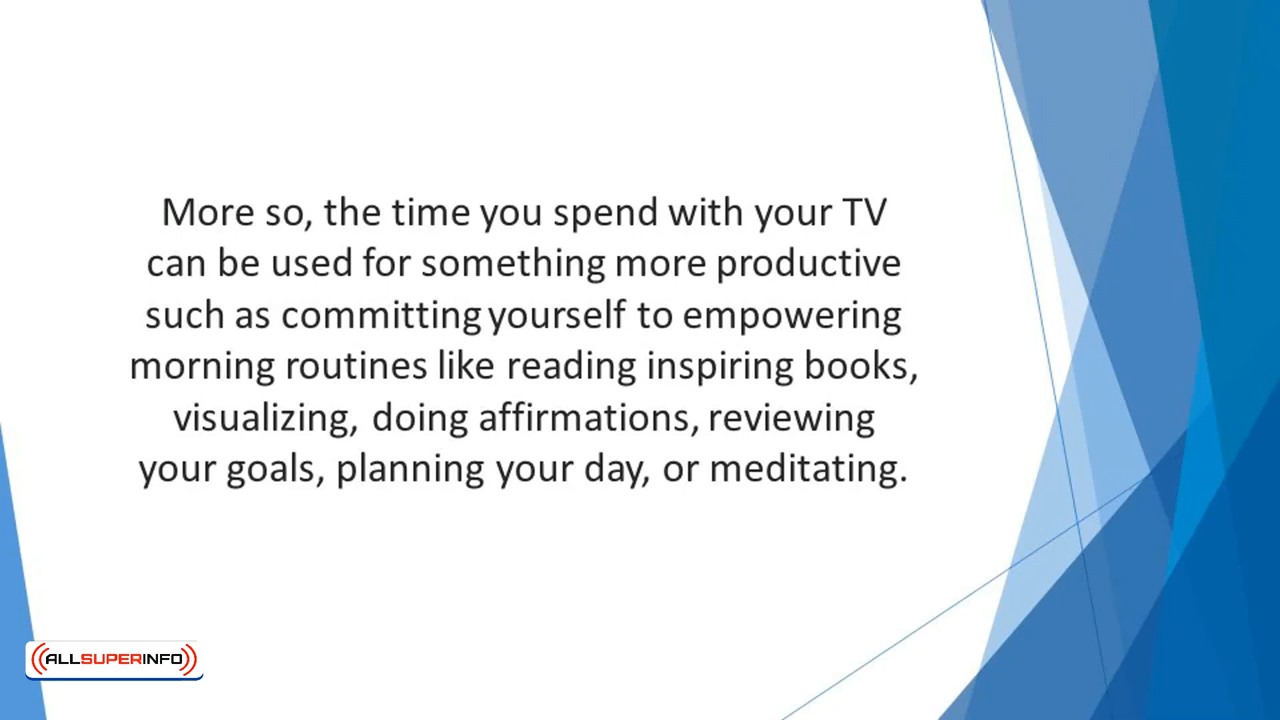 More so, the time you spend with your TV
can be used for something more productive
such as committing yourself to empowering
morning routines like reading inspiring books,
visualizing, doing affirmations, reviewing
your goals, planning your day, or meditating.
ALLSUPERINFO